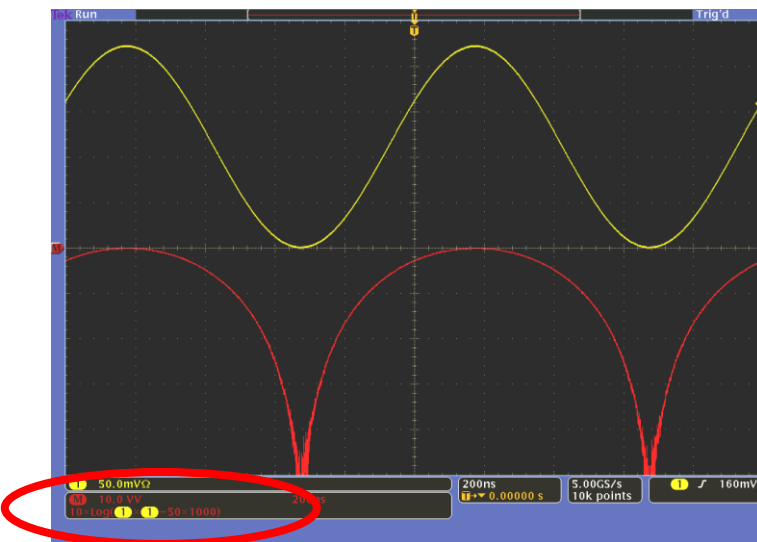 Tek Run
Trig'd
T
M
1 50.0mVΩ
M 10.0 VV 200ns
10×Log(1×1÷50×1000)
200ns
T→▼ 0.00000 s
5.00GS/s
10k points
1 ∫ 160mV